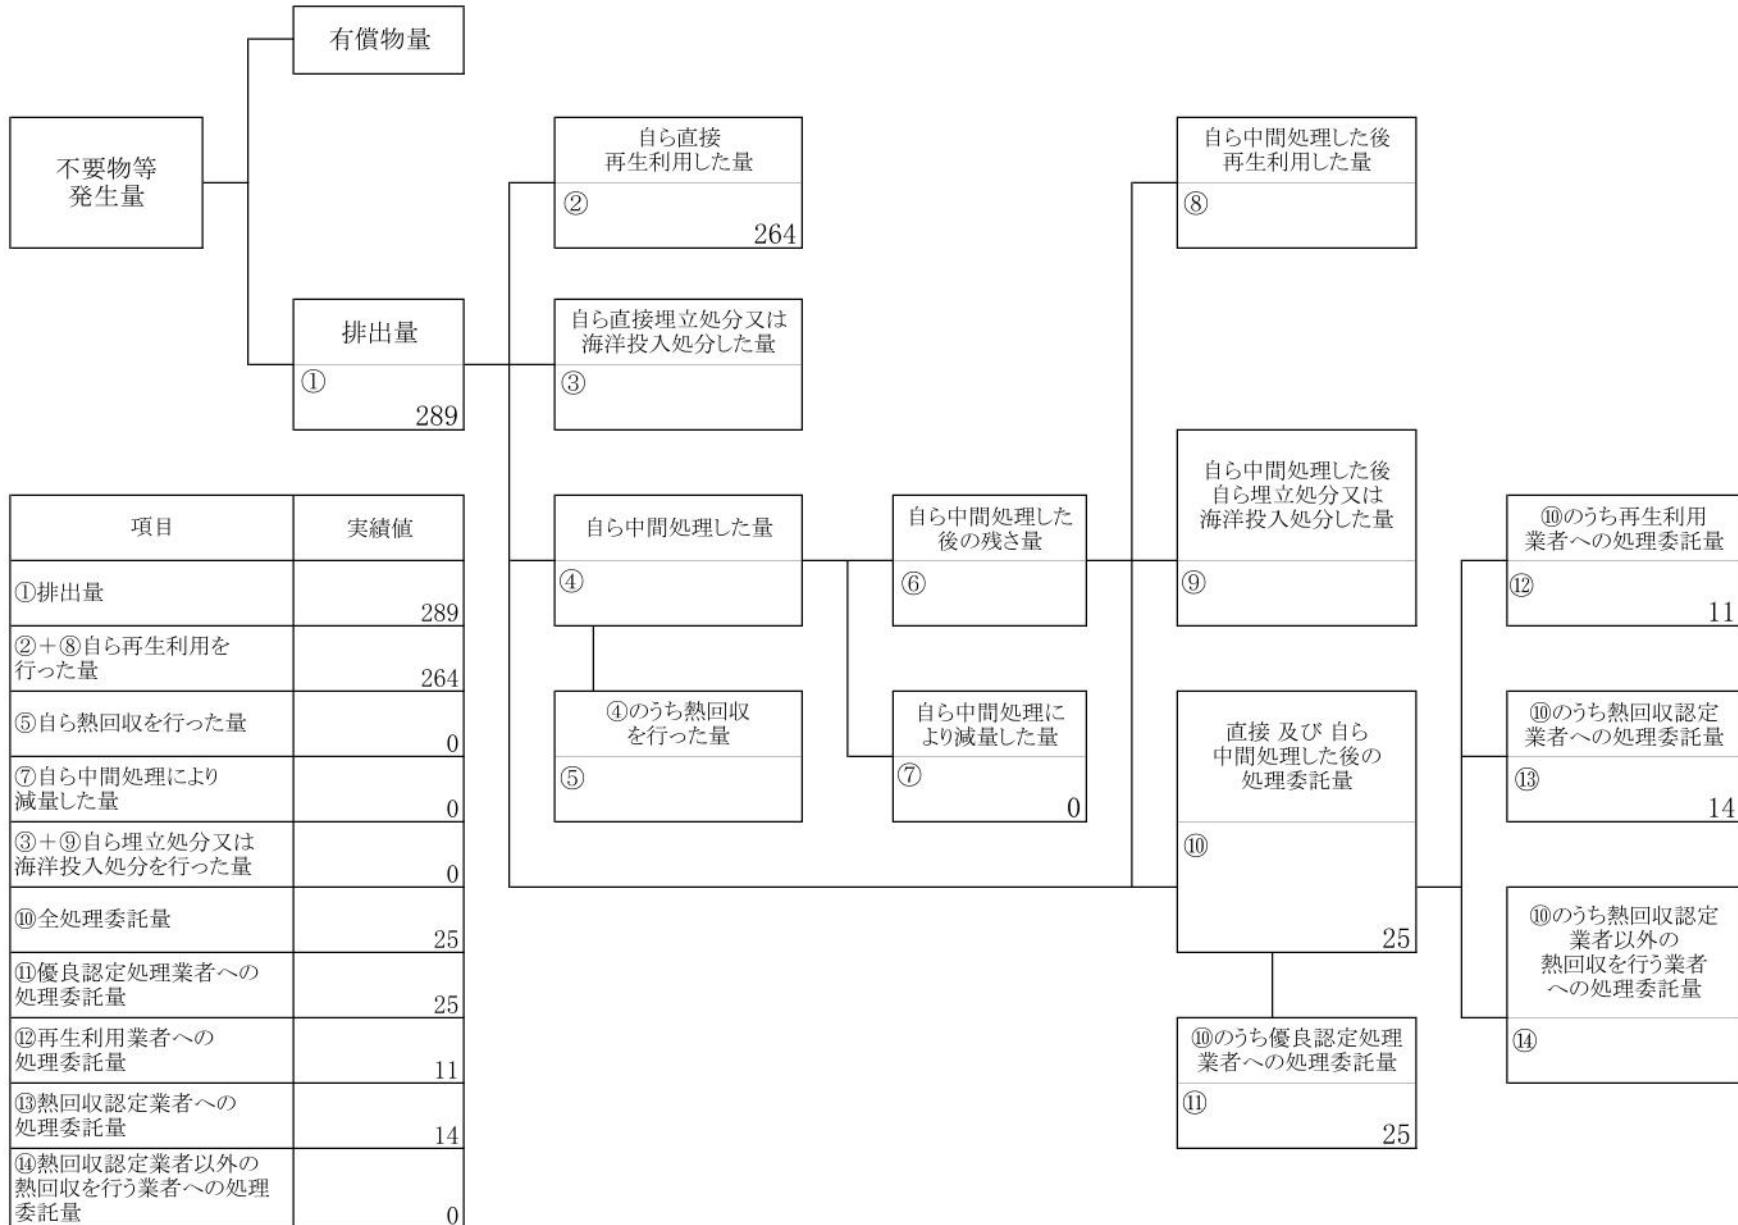 有償物量
不要物等
発生量
自ら直接
再生利用した量
②
264
自ら中間処理した後
再生利用した量
⑧
排出量
①
289
自ら直接埋立処分又は
海洋投入処分した量
③
自ら中間処理した量
④
自ら中間処理した
後の残さ量
⑥
自ら中間処理した後
自ら埋立処分又は
海洋投入処分した量
⑨
⑩のうち再生利用
業者への処理委託量
⑫
11
④のうち熱回収
を行った量
⑤
自ら中間処理に
より減量した量
⑦
0
直接 及び 自ら
中間処理した後の
処理委託量
⑩
25
⑩のうち熱回収認定
業者への処理委託量
⑬
14
⑩のうち熱回収認定
業者以外の
熱回収を行う業者
への処理委託量
⑭
⑩のうち優良認定処理
業者への処理委託量
⑪
25
項目 実績値
①排出量
289
②+⑧自ら再生利用を
行った量
264
⑤自ら熱回収を行った量
0
⑦自ら中間処理により
減量した量
0
③+⑨自ら埋立処分又は
海洋投入処分を行った量
0
⑩全処理委託量
25
⑪優良認定処理業者への
処理委託量
25
⑫再生利用業者への
処理委託量
11
⑬熱回収認定業者への
処理委託量
14
⑭熱回収認定業者以外の
熱回収を行う業者への処理
委託量
0